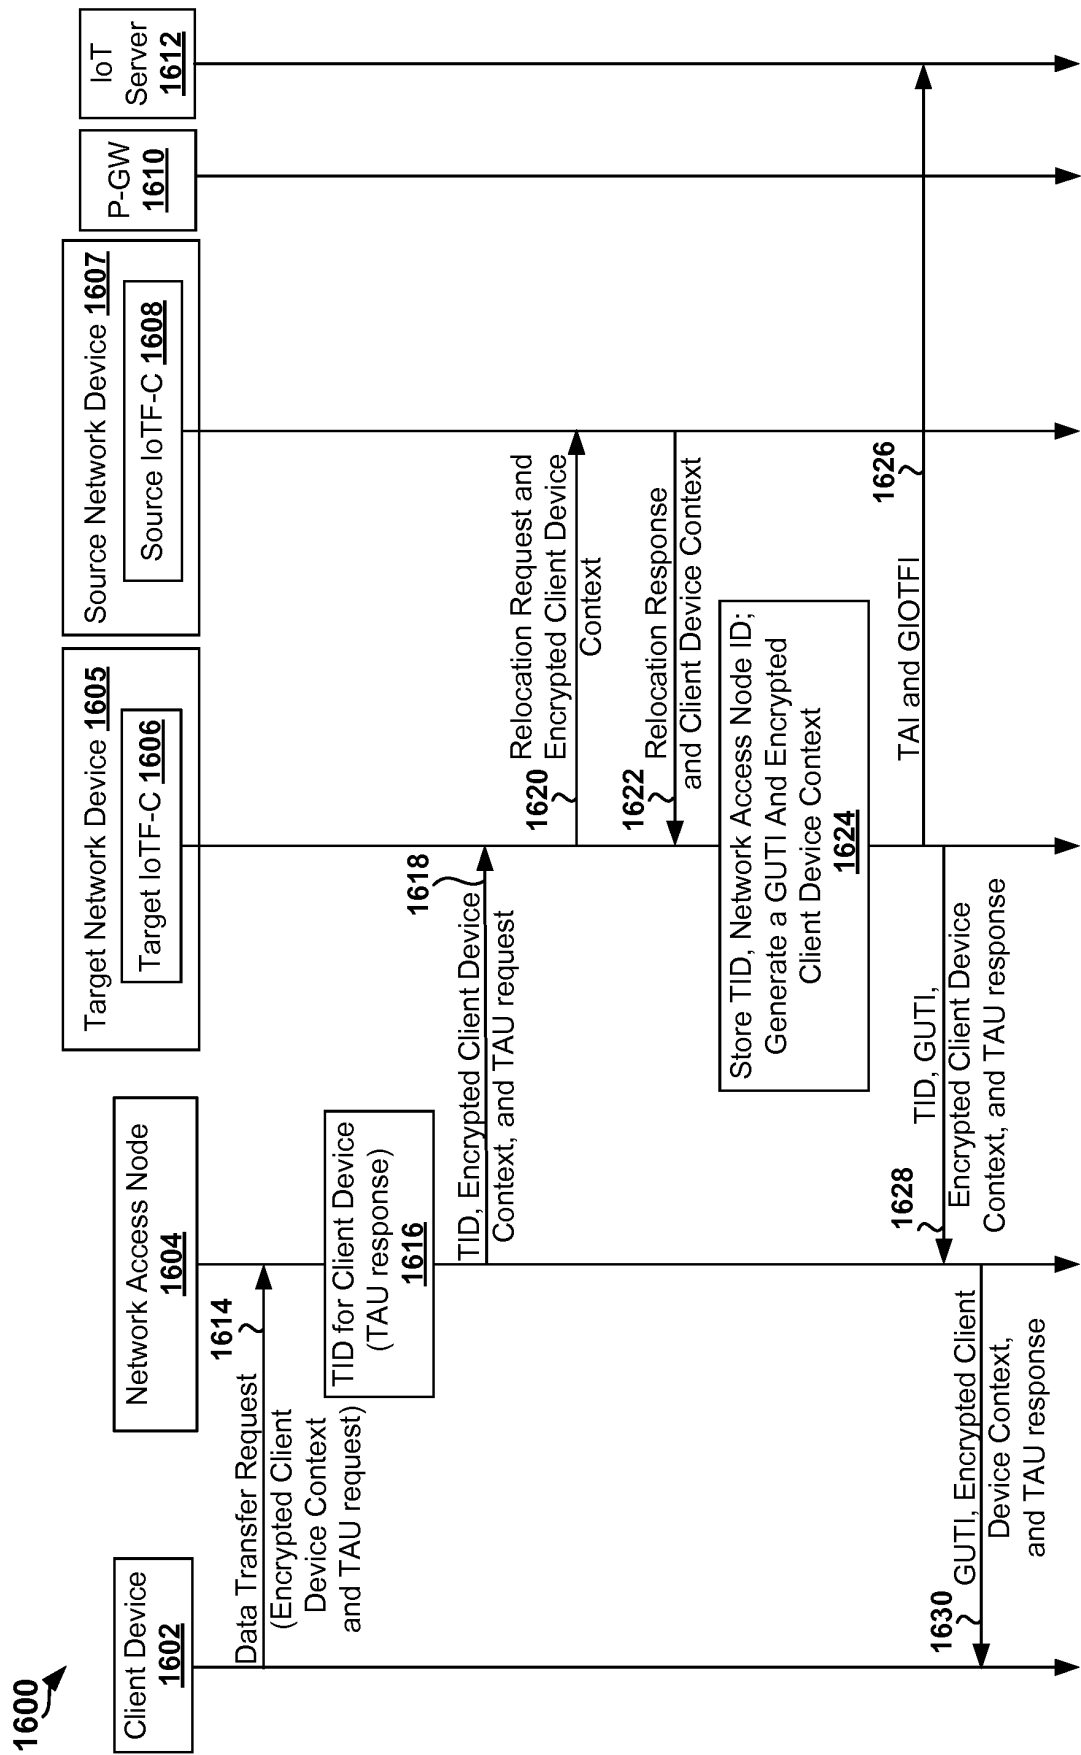 1600
Client Device
1602
Network Access Node
1604
Target Network Device 1605
Target IoTF-C 1606
Source Network Device 1607
Source IoTF-C 1608
P-GW
1610
IoT
Server
1612
1614
Data Transfer Request
(Encrypted Client
Device Context
and TAU request)
TID for Client Device
(TAU response)
1616
1618
TID, Encrypted Client Device
Context, and TAU request
Relocation Request and
Encrypted Client Device
Context
1620
1622
Relocation Response
and Client Device Context
Store TID, Network Access Node ID;
Generate a GUTI And Encrypted
Client Device Context
1624
TAI and GIOTFI
1626
1628
TID, GUTI,
Encrypted Client Device
Context, and TAU response
1630
GUTI, Encrypted Client
Device Context,
and TAU response